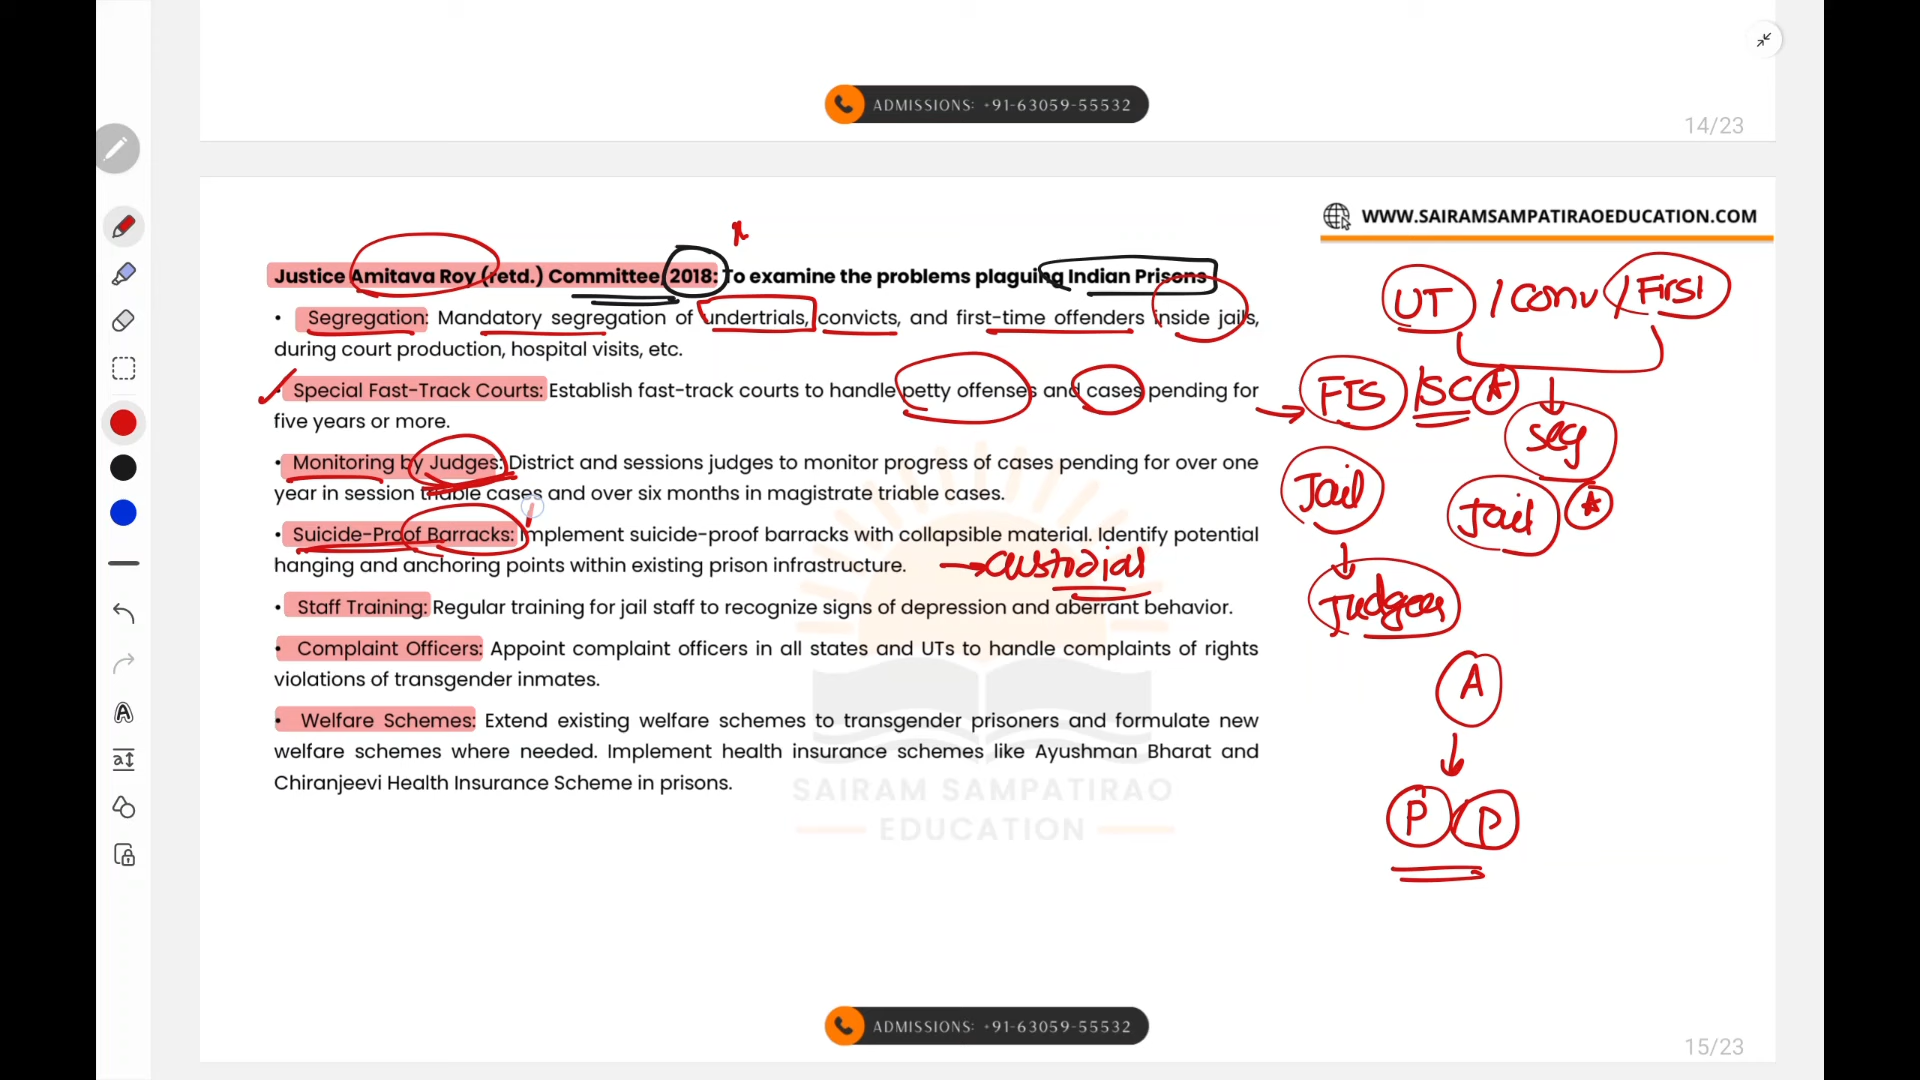 ADMISSIONS: +91-63059-55532
14/23
WWW.SAIRAMSAMPATIRAOEDUCATION.COM
Justice Amitava Roy (retd.) Committee, 2018: To examine the problems plaguing Indian Prisons
• Segregation: Mandatory segregation of undertrials, convicts, and first-time offenders inside jails,
during court production, hospital visits, etc.
• Special Fast-Track Courts: Establish fast-track courts to handle petty offenses and cases pending for
five years or more.
• Monitoring by Judges: District and sessions judges to monitor progress of cases pending for over one
year in session triable cases and over six months in magistrate triable cases.
• Suicide-Proof Barracks: Implement suicide-proof barracks with collapsible material. Identify potential
hanging and anchoring points within existing prison infrastructure.
→ custodial
• Staff Training: Regular training for jail staff to recognize signs of depression and aberrant behavior.
• Complaint Officers: Appoint complaint officers in all states and UTs to handle complaints of rights
violations of transgender inmates.
• Welfare Schemes: Extend existing welfare schemes to transgender prisoners and formulate new
welfare schemes where needed. Implement health insurance schemes like Ayushman Bharat and
Chiranjeevi Health Insurance Scheme in prisons.
UT / Conv / First
/SC A
Seg
Jail
Jail A
Judges
A
P P
SAIRAM SAMPATIRAO
EDUCATION
ADMISSIONS: +91-63059-55532
15/23